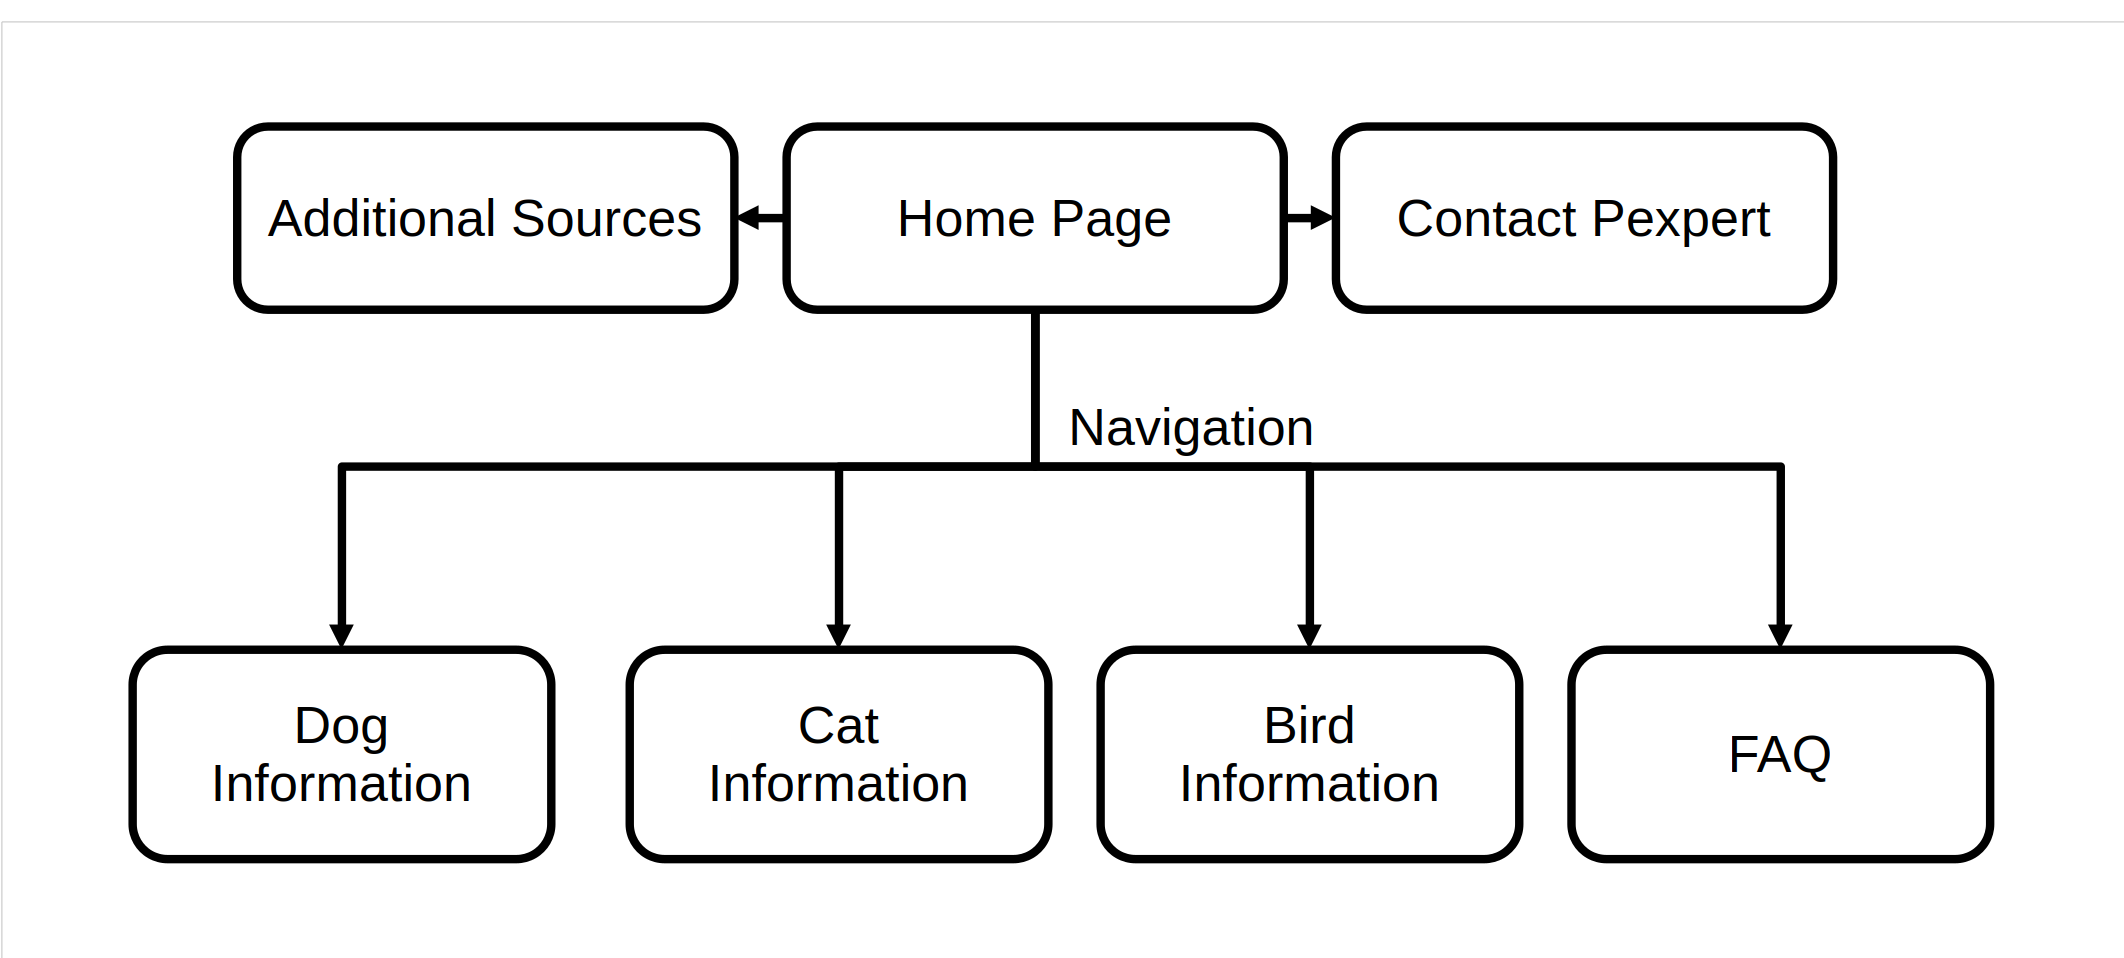 Additional Sources
Home Page
Contact Pexpert
Navigation
Dog
Information
Cat
Information
Bird
Information
FAQ